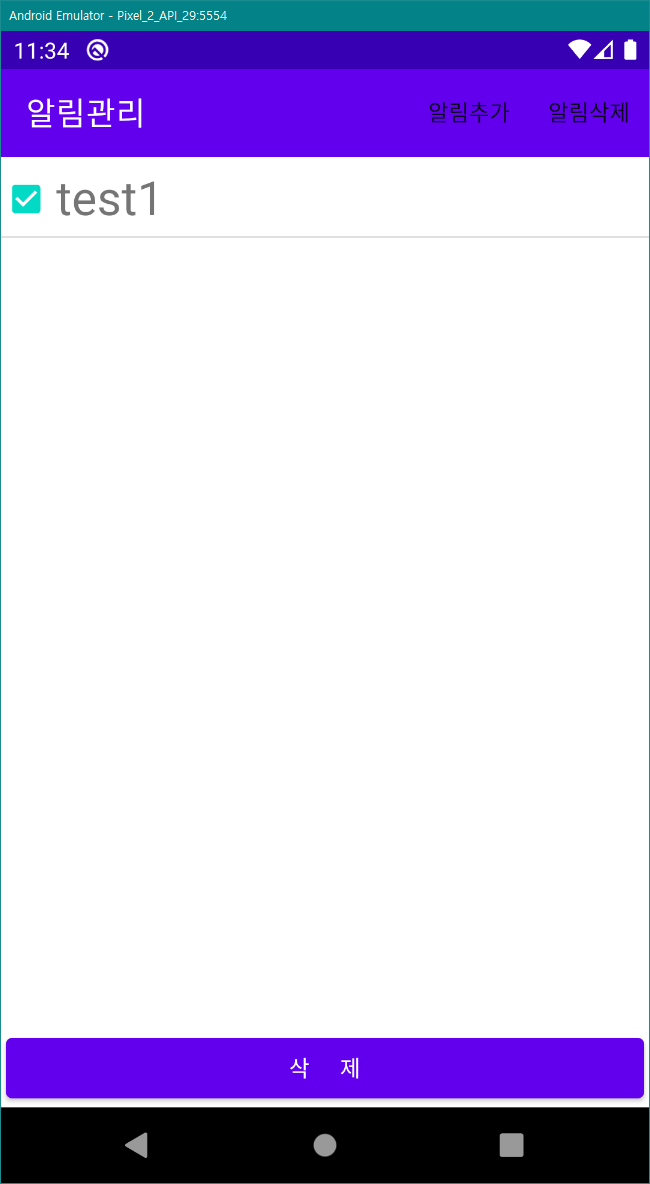 Android Emulator - Pixel_2_API_29:5554
11:34
알림관리 알림추가 알림삭제
test1
삭 제